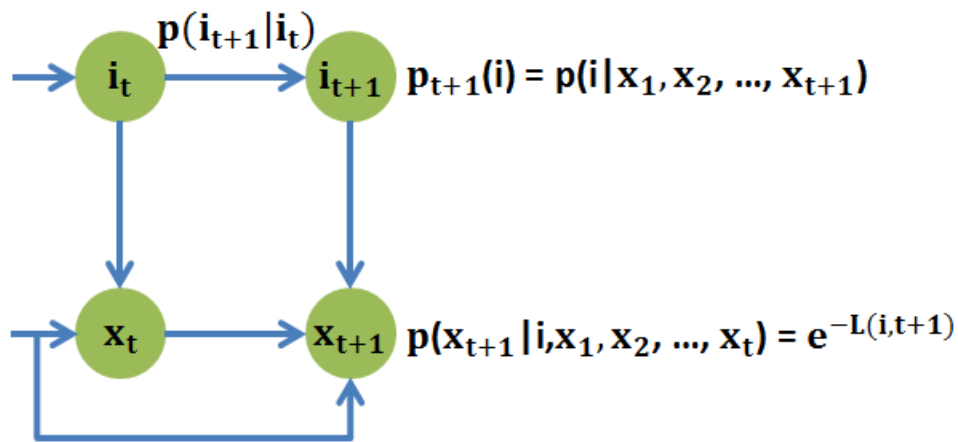 p(i_{t+1}|i_t)
i_t
i_{t+1}
p_{t+1}(i) = p(i|x_1, x_2, ..., x_{t+1})
x_t
x_{t+1}
p(x_{t+1}|i,x_1, x_2, ..., x_t) = e^{-L(i,t+1)}